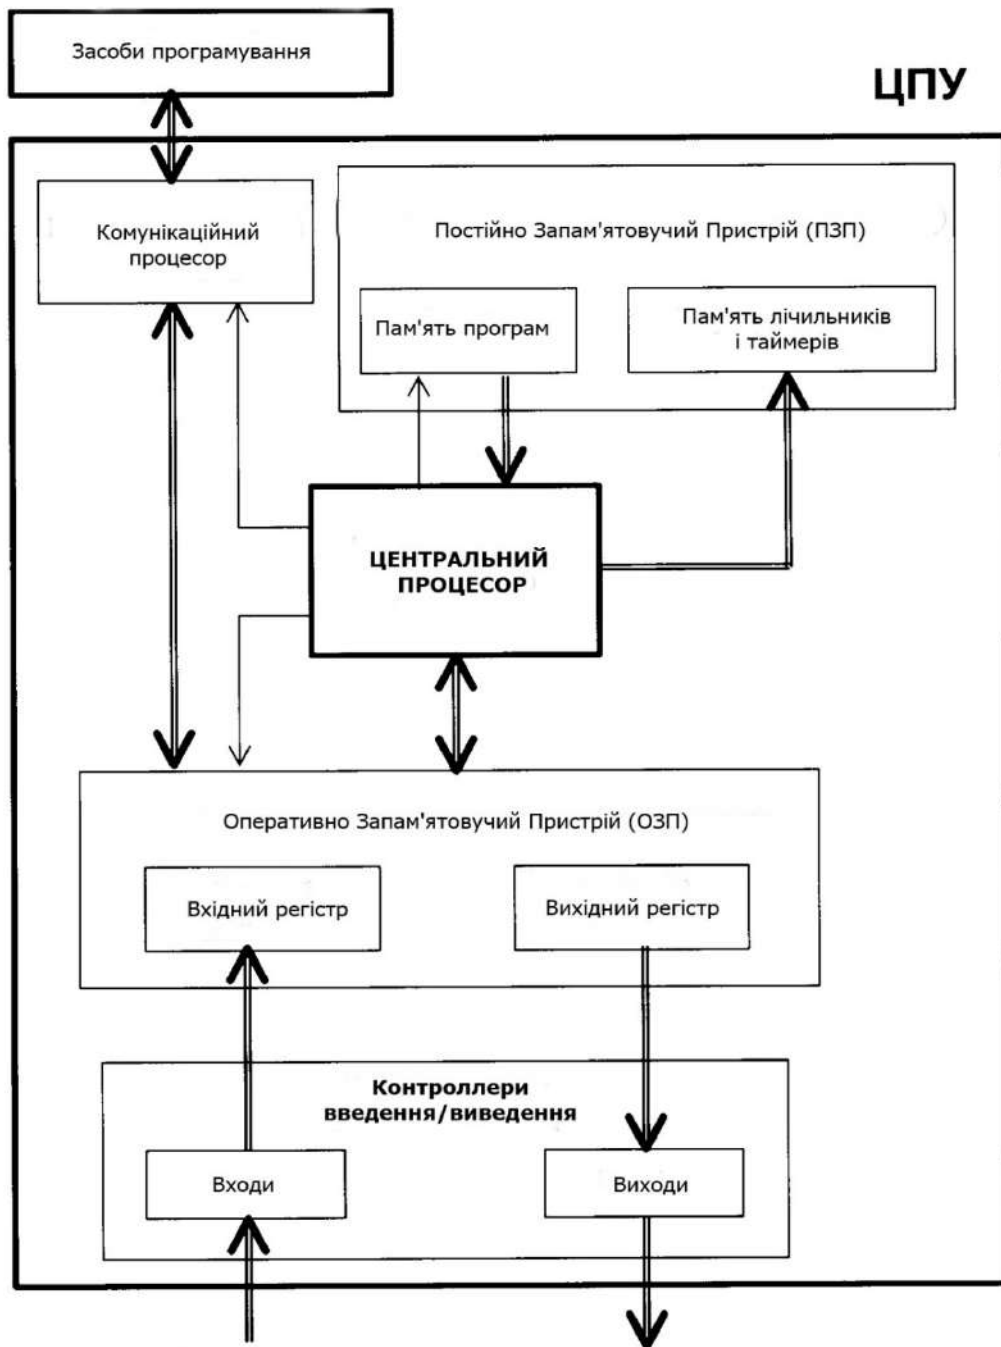 Засоби програмування
ЦПУ
Комунікаційний
процесор
Постійно Запам'ятовучий Пристрій (ПЗП)
Пам'ять програм
Пам'ять лічильників
і таймерів
ЦЕНТРАЛЬНИЙ
ПРОЦЕСОР
Оперативно Запам'ятовучий Пристрій (ОЗП)
Вхідний регістр
Вихідний регістр
Контроллери
введення/виведення
Входи
Виходи